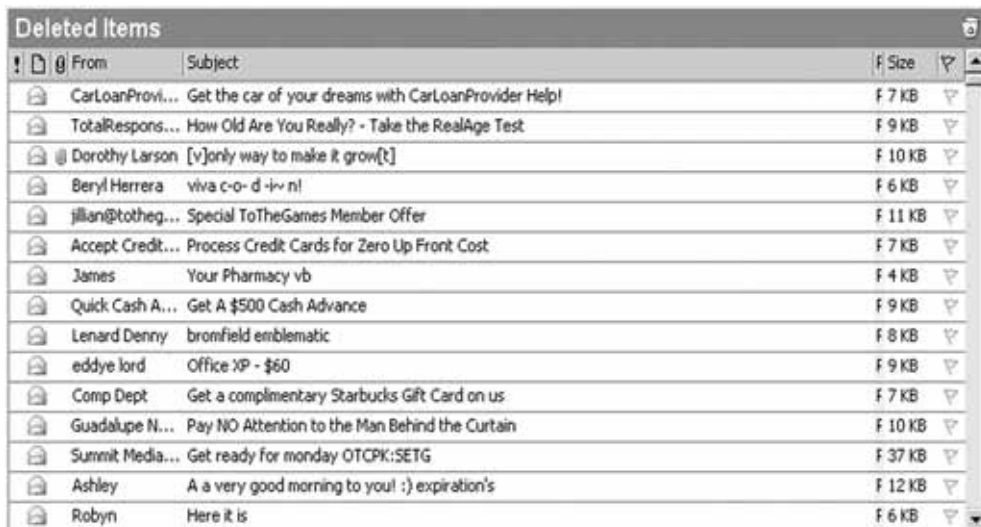 Deleted Items
! From Subject F Size
CarLoanProvi... Get the car of your dreams with CarLoanProvider Help! F 7 KB
TotalRespons... How Old Are You Really? - Take the RealAge Test F 9 KB
Dorothy Larson [v]only way to make it grow[t] F 10 KB
Beryl Herrera viva c-o- d -i~ n! F 6 KB
jillian@totheg... Special ToTheGames Member Offer F 11 KB
Accept Credit... Process Credit Cards for Zero Up Front Cost F 7 KB
James Your Pharmacy vb F 4 KB
Quick Cash A... Get A $500 Cash Advance F 9 KB
Lenard Denny bromfield emblematic F 8 KB
eddye lord Office XP - $60 F 9 KB
Comp Dept Get a complimentary Starbucks Gift Card on us F 7 KB
Guadalupe N... Pay NO Attention to the Man Behind the Curtain F 10 KB
Summit Media... Get ready for monday OTCPK:SETG F 37 KB
Ashley A a very good morning to you! :) expiration's F 12 KB
Robyn Here it is F 6 KB